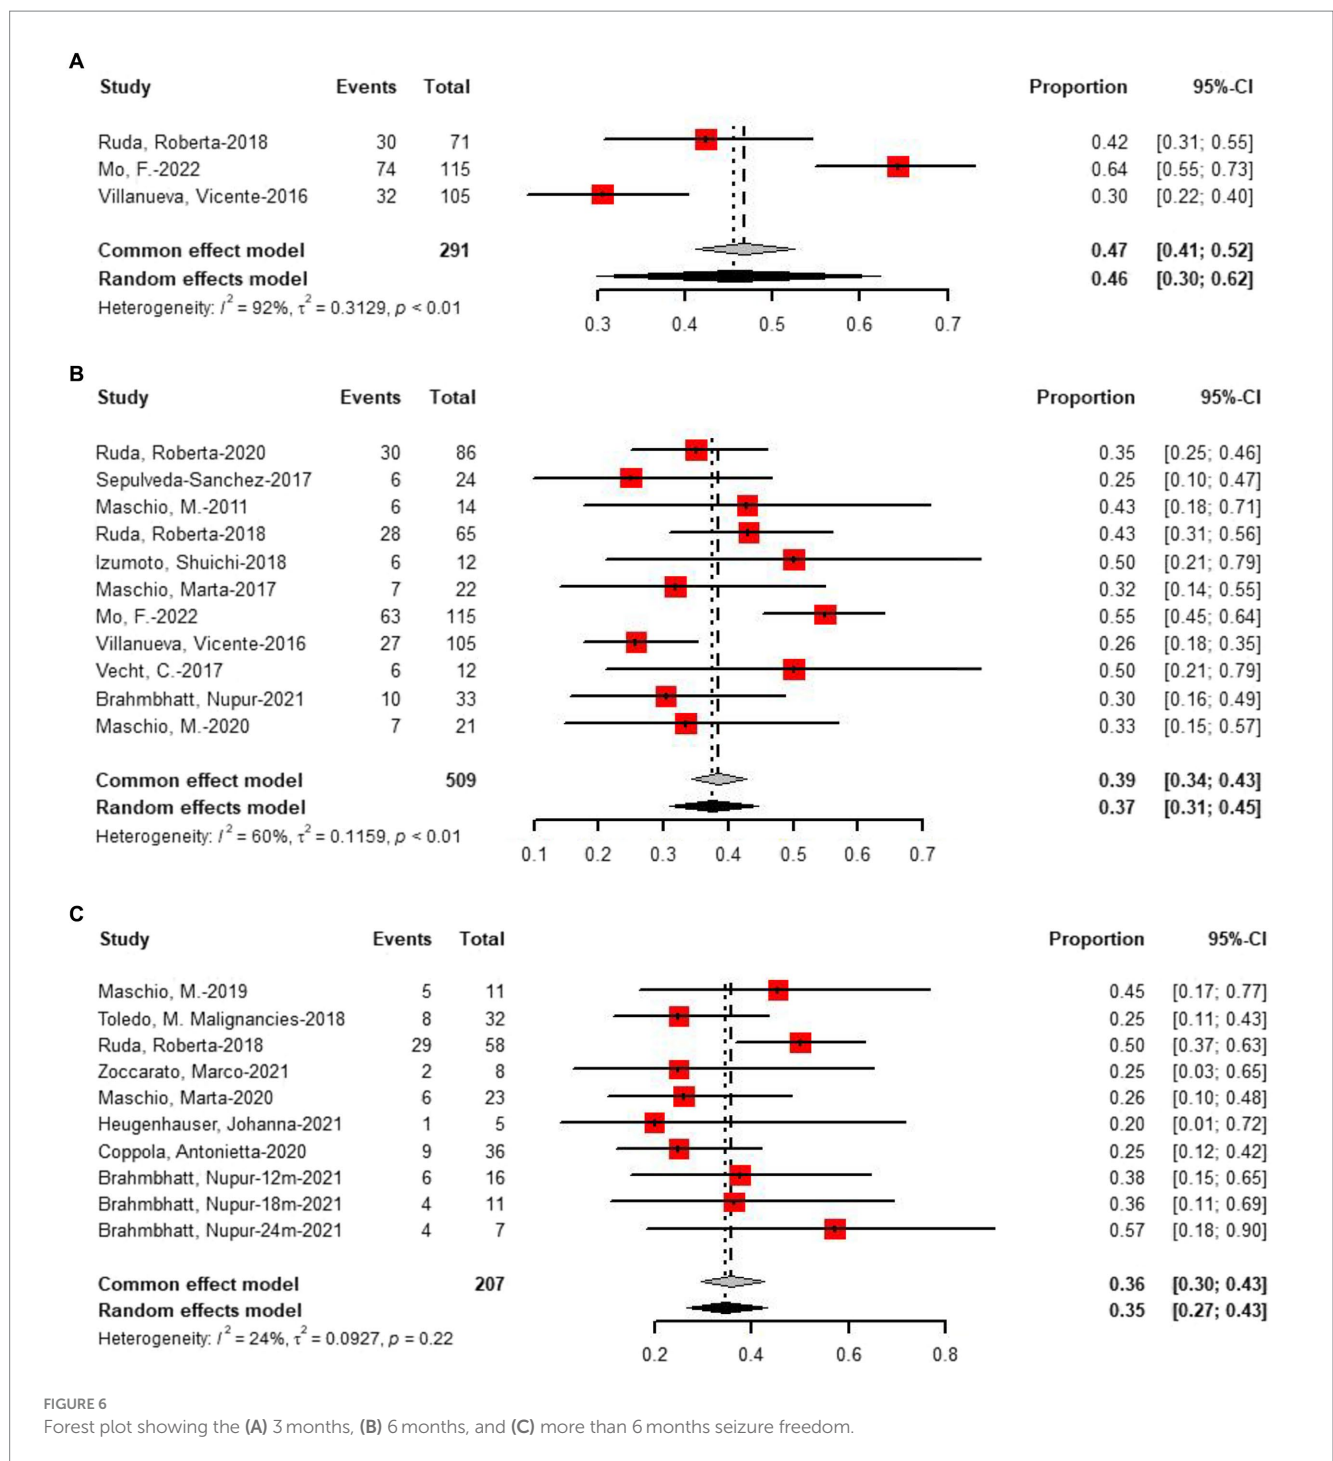 A
Study Events Total Proportion 95%-CI
Ruda, Roberta-2018 30 71 0.42 [0.31; 0.55]
Mo, F.-2022 74 115 0.64 [0.55; 0.73]
Villanueva, Vicente-2016 32 105 0.30 [0.22; 0.40]
Common effect model 291 0.47 [0.41; 0.52]
Random effects model 0.46 [0.30; 0.62]
Heterogeneity: I² = 92%, τ² = 0.3129, p < 0.01
0.3 0.4 0.5 0.6 0.7
B
Study Events Total Proportion 95%-CI
Ruda, Roberta-2020 30 86 0.35 [0.25; 0.46]
Sepulveda-Sanchez-2017 6 24 0.25 [0.10; 0.47]
Maschio, M.-2011 6 14 0.43 [0.18; 0.71]
Ruda, Roberta-2018 28 65 0.43 [0.31; 0.56]
Izumoto, Shuichi-2018 6 12 0.50 [0.21; 0.79]
Maschio, Marta-2017 7 22 0.32 [0.14; 0.55]
Mo, F.-2022 63 115 0.55 [0.45; 0.64]
Villanueva, Vicente-2016 27 105 0.26 [0.18; 0.35]
Vecht, C.-2017 6 12 0.50 [0.21; 0.79]
Brahmbhatt, Nupur-2021 10 33 0.30 [0.16; 0.49]
Maschio, M.-2020 7 21 0.33 [0.15; 0.57]
Common effect model 509 0.39 [0.34; 0.43]
Random effects model 0.37 [0.31; 0.45]
Heterogeneity: I² = 60%, τ² = 0.1159, p < 0.01
0.1 0.2 0.3 0.4 0.5 0.6 0.7
C
Study Events Total Proportion 95%-CI
Maschio, M.-2019 5 11 0.45 [0.17; 0.77]
Toledo, M. Malignancies-2018 8 32 0.25 [0.11; 0.43]
Ruda, Roberta-2018 29 58 0.50 [0.37; 0.63]
Zoccarato, Marco-2021 2 8 0.25 [0.03; 0.65]
Maschio, Marta-2020 6 23 0.26 [0.10; 0.48]
Heugenhauser, Johanna-2021 1 5 0.20 [0.01; 0.72]
Coppola, Antonietta-2020 9 36 0.25 [0.12; 0.42]
Brahmbhatt, Nupur-12m-2021 6 16 0.38 [0.15; 0.65]
Brahmbhatt, Nupur-18m-2021 4 11 0.36 [0.11; 0.69]
Brahmbhatt, Nupur-24m-2021 4 7 0.57 [0.18; 0.90]
Common effect model 207 0.36 [0.30; 0.43]
Random effects model 0.35 [0.27; 0.43]
Heterogeneity: I² = 24%, τ² = 0.0927, p = 0.22
0.2 0.4 0.6 0.8
FIGURE 6
Forest plot showing the (A) 3 months, (B) 6 months, and (C) more than 6 months seizure freedom.